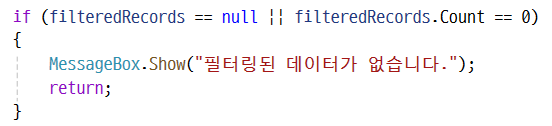 if (filteredRecords == null || filteredRecords.Count == 0)
{
MessageBox.Show("필터링된 데이터가 없습니다.");
return;
}